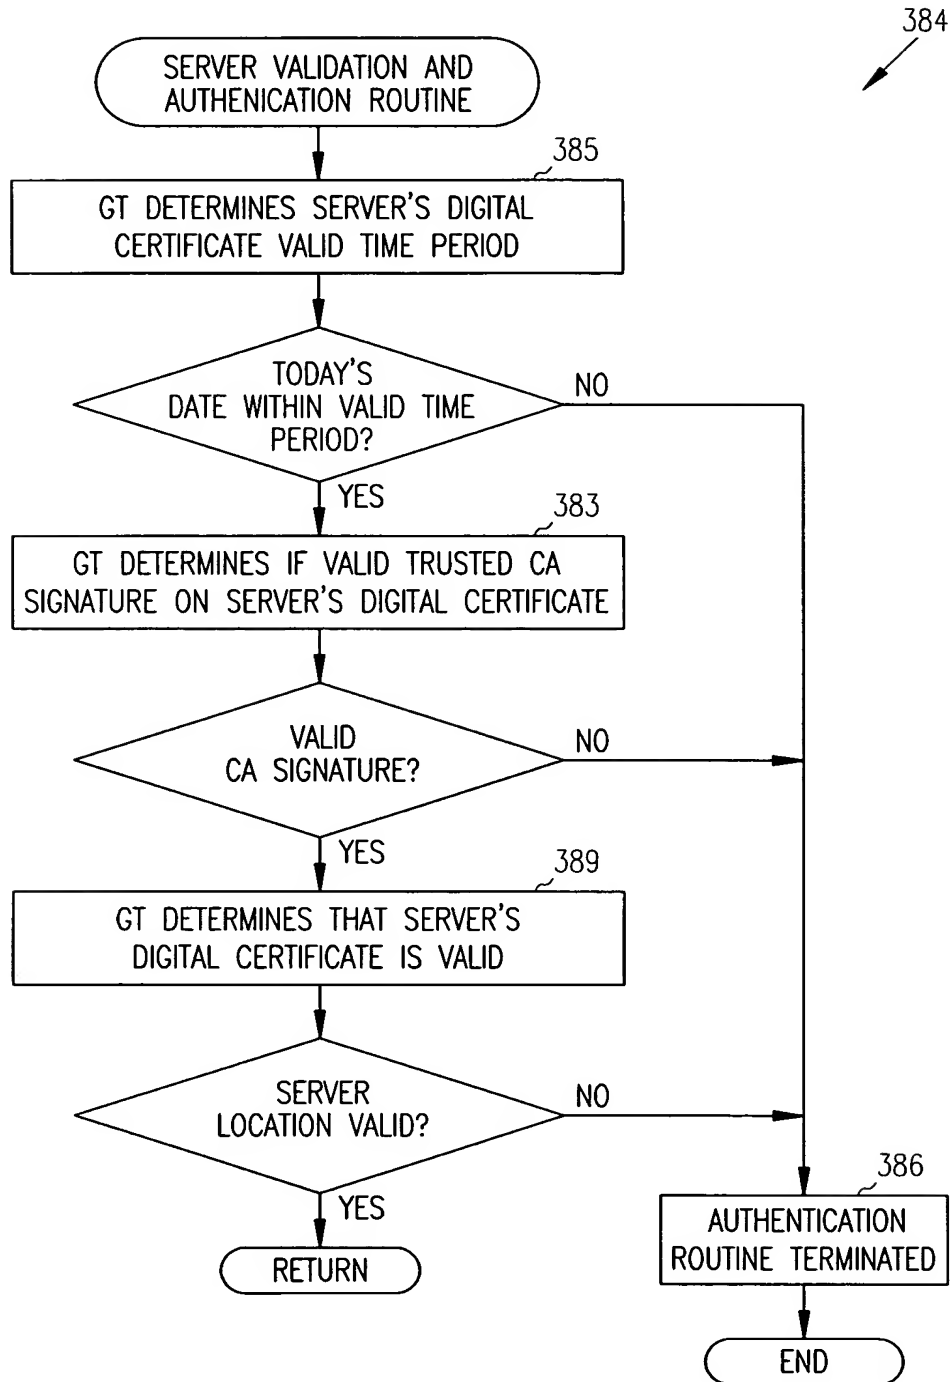 384
SERVER VALIDATION AND
AUTHENICATION ROUTINE
385
GT DETERMINES SERVER'S DIGITAL
CERTIFICATE VALID TIME PERIOD
TODAY'S
DATE WITHIN VALID TIME
PERIOD?
NO
YES
383
GT DETERMINES IF VALID TRUSTED CA
SIGNATURE ON SERVER'S DIGITAL CERTIFICATE
VALID
CA SIGNATURE?
NO
YES
389
GT DETERMINES THAT SERVER'S
DIGITAL CERTIFICATE IS VALID
SERVER
LOCATION VALID?
NO
YES
RETURN
386
AUTHENTICATION
ROUTINE TERMINATED
END